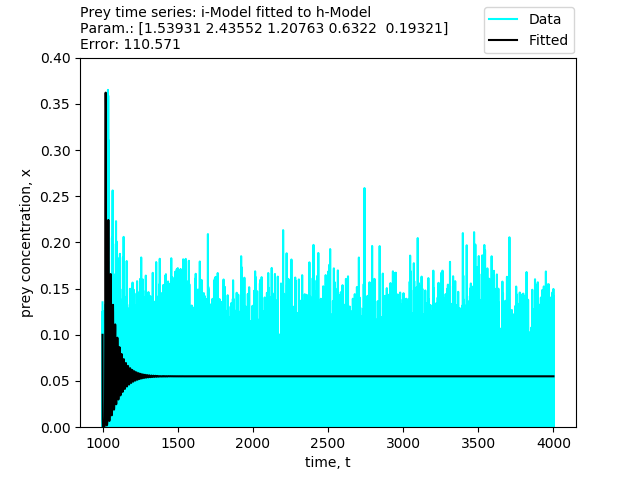 Prey time series: i-Model fitted to h-Model
Param.: [1.53931 2.43552 1.20763 0.6322  0.19321]
Error: 110.571
Data
Fitted
0.40
0.35
0.30
0.25
0.20
0.15
0.10
0.05
0.00
prey concentration, x
1000 1500 2000 2500 3000 3500 4000
time, t